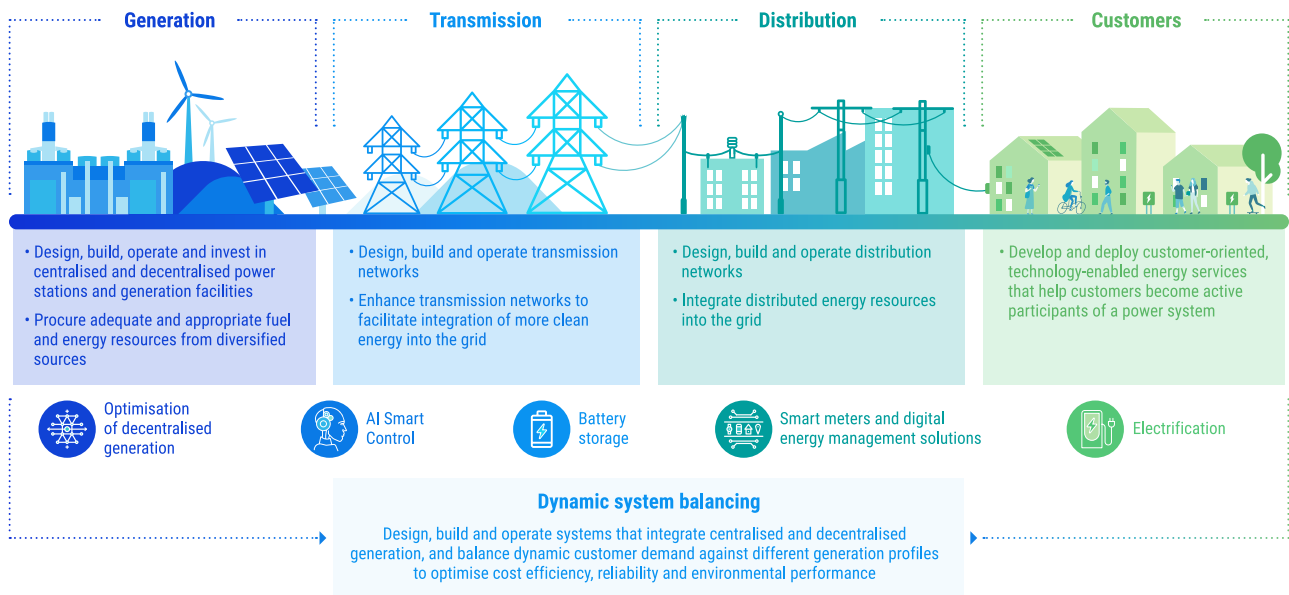 Generation
Transmission
Distribution
Customers
• Design, build, operate and invest in
centralised and decentralised power
stations and generation facilities
• Procure adequate and appropriate fuel
and energy resources from diversified
sources
• Design, build and operate transmission
networks
• Enhance transmission networks to
facilitate integration of more clean
energy into the grid
• Design, build and operate distribution
networks
• Integrate distributed energy resources
into the grid
• Develop and deploy customer-oriented,
technology-enabled energy services
that help customers become active
participants of a power system
Optimisation
of decentralised
generation
AI Smart
Control
Battery
storage
Smart meters and digital
energy management solutions
Electrification
Dynamic system balancing
Design, build and operate systems that integrate centralised and decentralised
generation, and balance dynamic customer demand against different generation profiles
to optimise cost efficiency, reliability and environmental performance